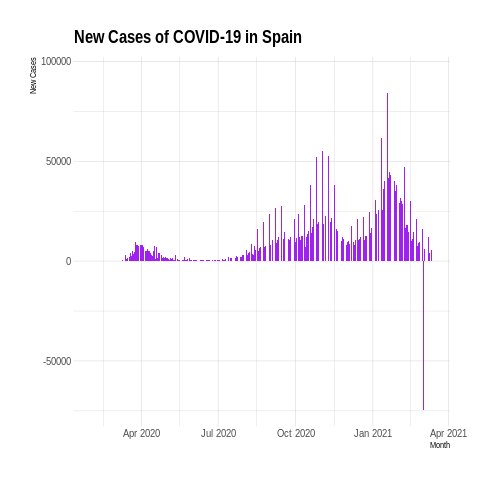 New Cases of COVID-19 in Spain
New Cases
100000
50000
0
-50000
Apr 2020
Jul 2020
Oct 2020
Jan 2021
Apr 2021
Month